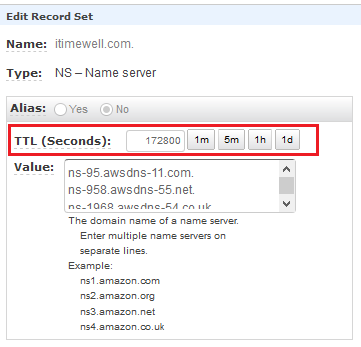 Edit Record Set
Name: itimewell.com.
Type: NS – Name server
Alias: Yes No
TTL (Seconds): 172800 1m 5m 1h 1d
Value: ns-95.awsdns-11.com.
ns-958.awsdns-55.net.
ns-1968.awsdns-54.co.uk
The domain name of a name server.
Enter multiple name servers on
separate lines.
Example:
ns1.amazon.com
ns2.amazon.org
ns3.amazon.net
ns4.amazon.co.uk